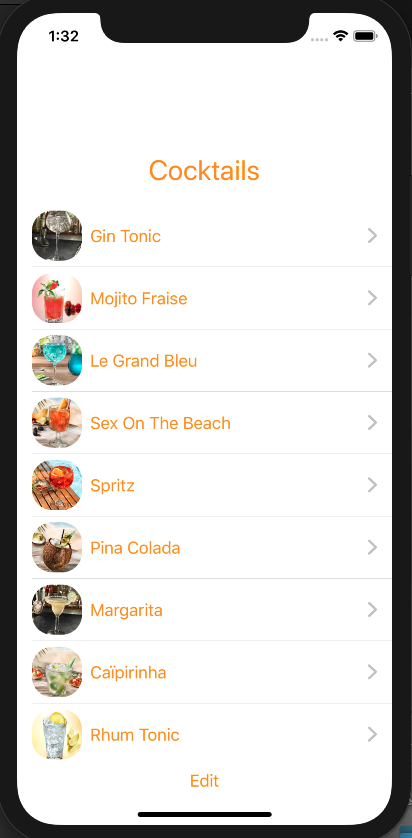 1:32
Cocktails
Gin Tonic
Mojito Fraise
Le Grand Bleu
Sex On The Beach
Spritz
Pina Colada
Margarita
Caïpirinha
Rhum Tonic
Edit